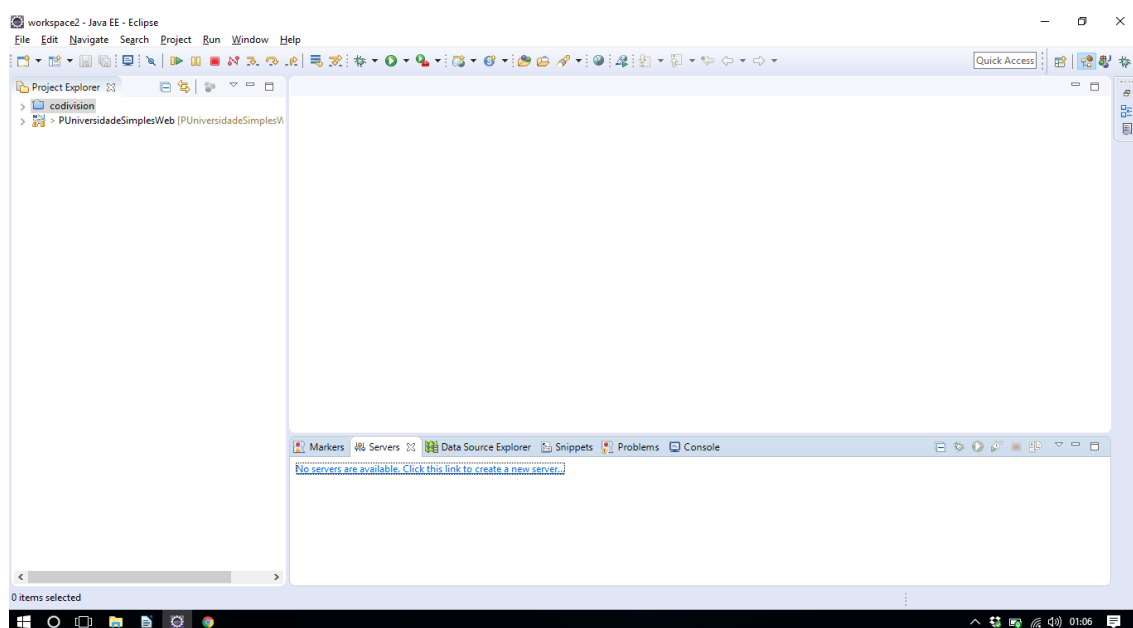 workspace2 - Java EE - Eclipse
File Edit Navigate Search Project Run Window Help
Quick Access
Project Explorer
codivision
> PUniversidadeSimplesWeb [PUniversidadeSimplesW
Markers Servers Data Source Explorer Snippets Problems Console
No servers are available. Click this link to create a new server...
0 items selected
01:06